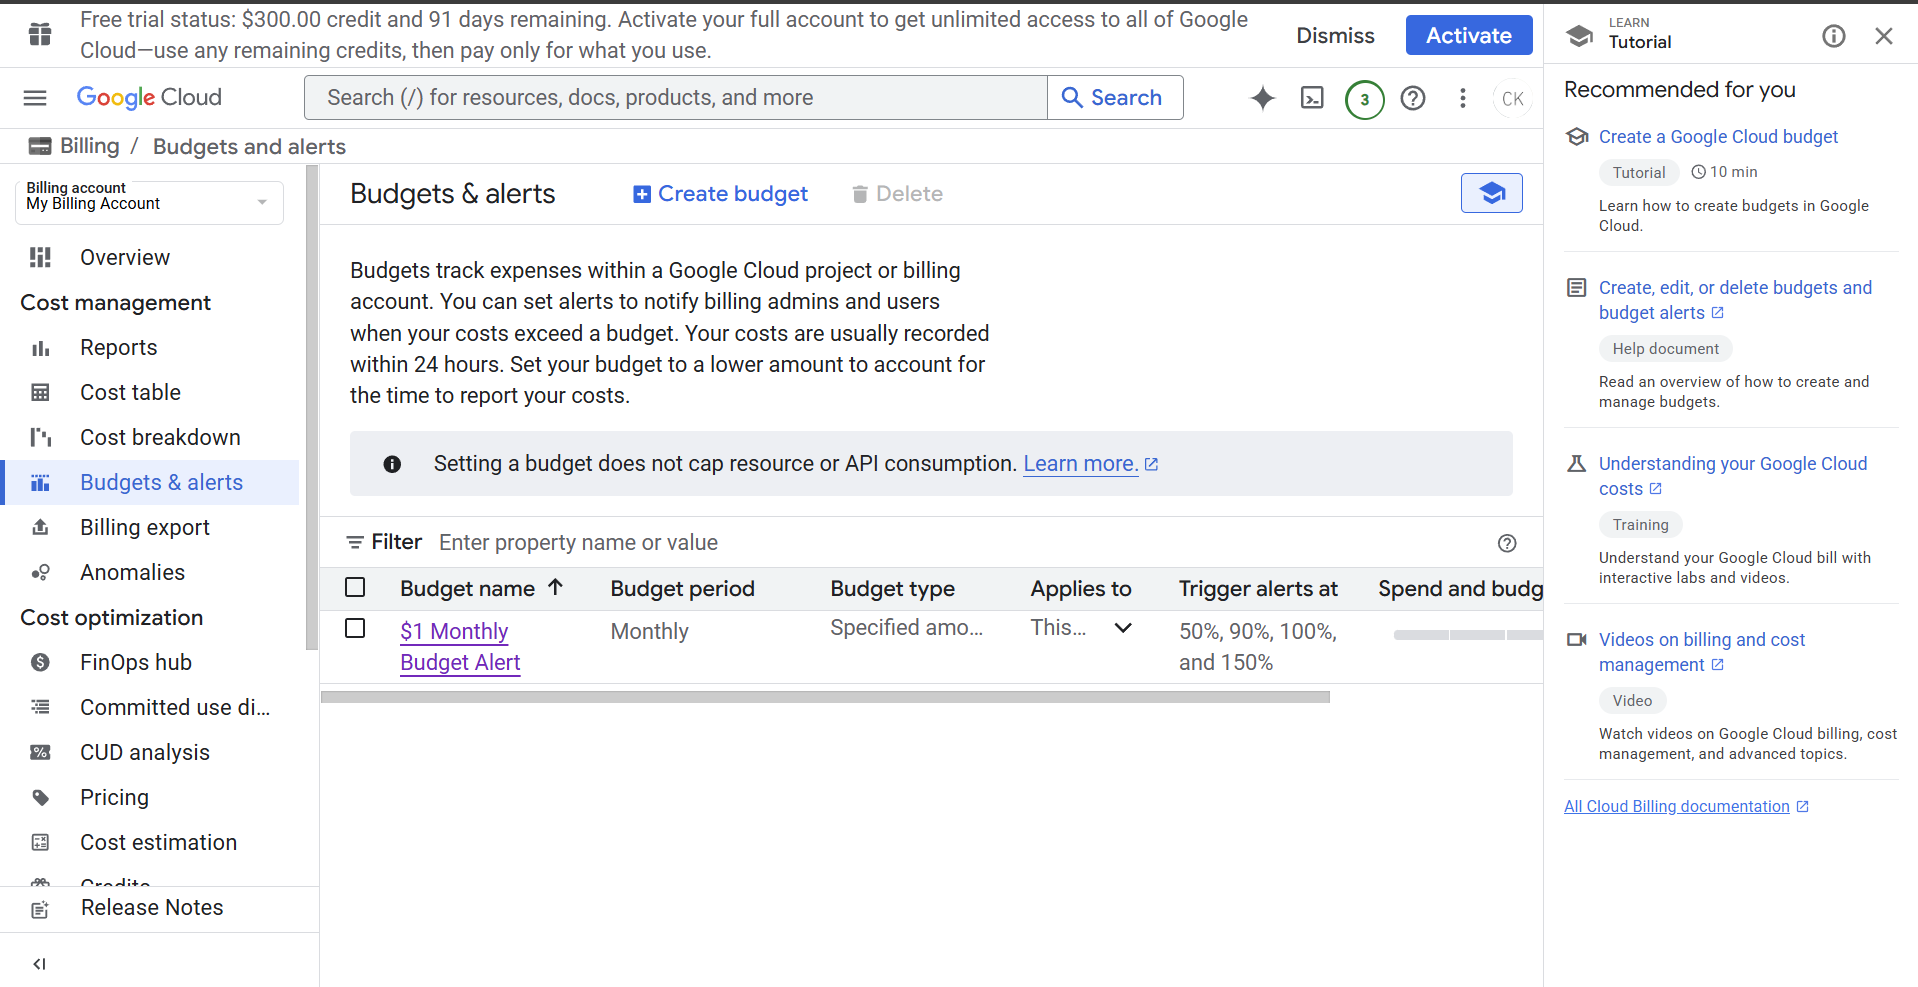 Free trial status: $300.00 credit and 91 days remaining. Activate your full account to get unlimited access to all of Google
Cloud—use any remaining credits, then pay only for what you use.
Dismiss
Activate
Google Cloud
Search (/) for resources, docs, products, and more
Search
3
CK
Billing / Budgets and alerts
Billing account
My Billing Account
Overview
Cost management
Reports
Cost table
Cost breakdown
Budgets & alerts
Billing export
Anomalies
Cost optimization
FinOps hub
Committed use di...
CUD analysis
Pricing
Cost estimation
Credits
Release Notes
Budgets & alerts
Create budget
Delete
Budgets track expenses within a Google Cloud project or billing
account. You can set alerts to notify billing admins and users
when your costs exceed a budget. Your costs are usually recorded
within 24 hours. Set your budget to a lower amount to account for
the time to report your costs.
Setting a budget does not cap resource or API consumption. Learn more.
Filter Enter property name or value
Budget name Budget period Budget type Applies to Trigger alerts at Spend and budg
$1 Monthly
Budget Alert
Monthly
Specified amo...
This...
50%, 90%, 100%,
and 150%
LEARN
Tutorial
Recommended for you
Create a Google Cloud budget
Tutorial
10 min
Learn how to create budgets in Google
Cloud.
Create, edit, or delete budgets and
budget alerts
Help document
Read an overview of how to create and
manage budgets.
Understanding your Google Cloud
costs
Training
Understand your Google Cloud bill with
interactive labs and videos.
Videos on billing and cost
management
Video
Watch videos on Google Cloud billing, cost
management, and advanced topics.
All Cloud Billing documentation